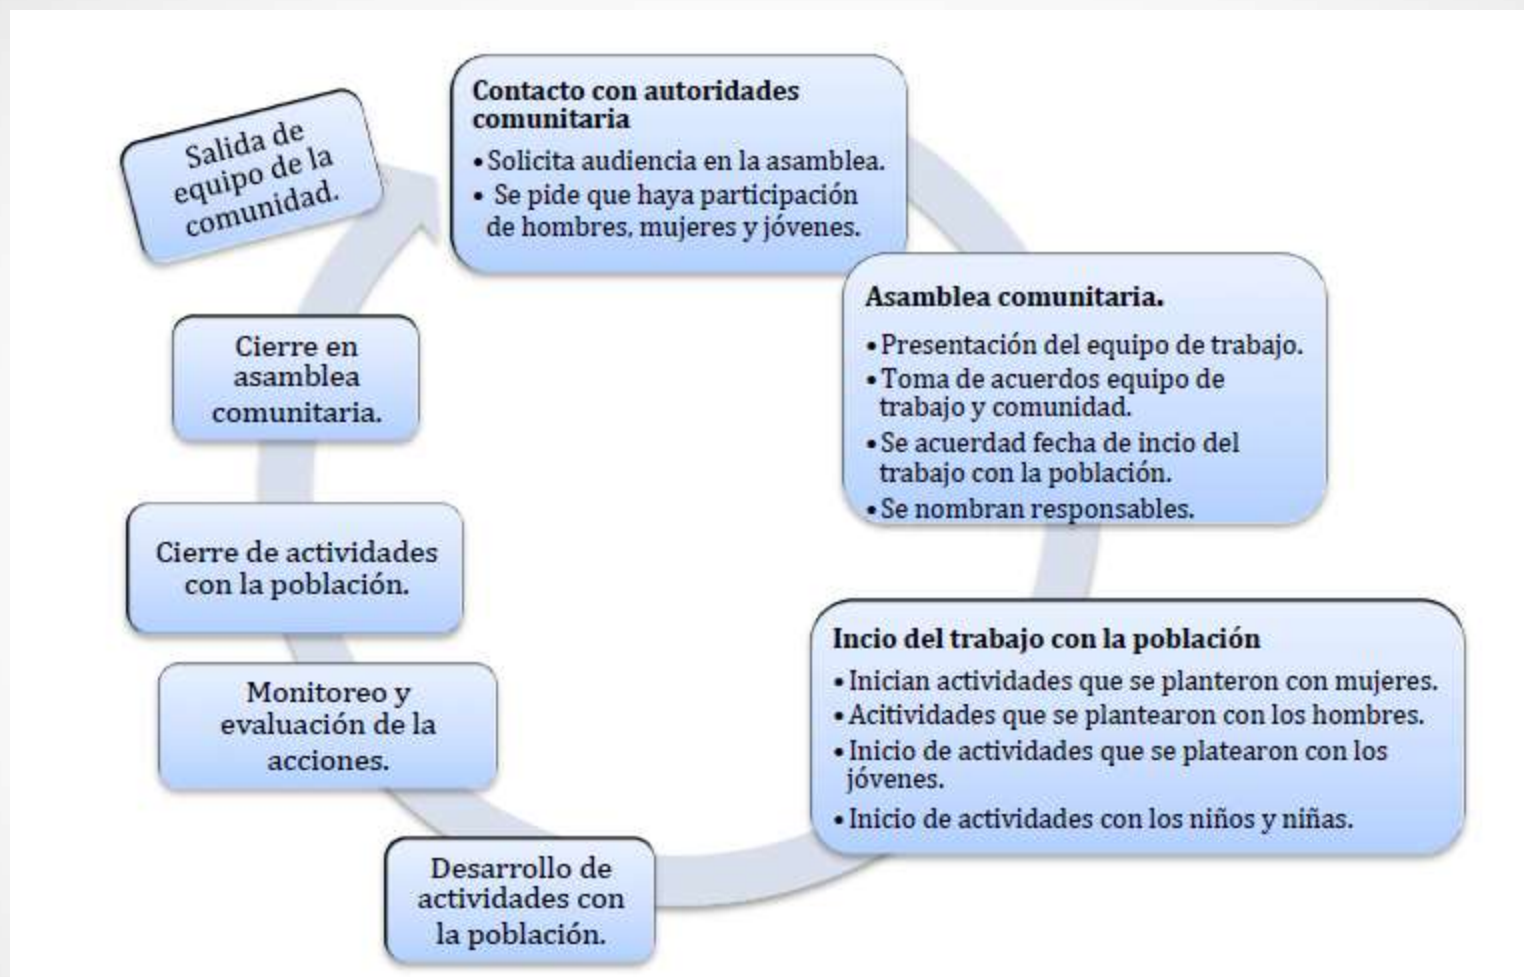 Contacto con autoridades
comunitaria
• Solicita audiencia en la asamblea.
• Se pide que haya participación
de hombres, mujeres y jóvenes.
Asamblea comunitaria.
• Presentación del equipo de trabajo.
• Toma de acuerdos equipo de
trabajo y comunidad.
• Se acuerdad fecha de incio del
trabajo con la población.
• Se nombran responsables.
Incio del trabajo con la población
• Inician actividades que se planteron con mujeres.
• Acitividades que se plantearon con los hombres.
• Inicio de actividades que se platearon con los
jóvenes.
• Inicio de actividades con los niños y niñas.
Desarrollo de
actividades con
la población.
Monitoreo y
evaluación de la
acciones.
Cierre de actividades
con la población.
Cierre en
asamblea
comunitaria.
Salida de
equipo de la
comunidad.